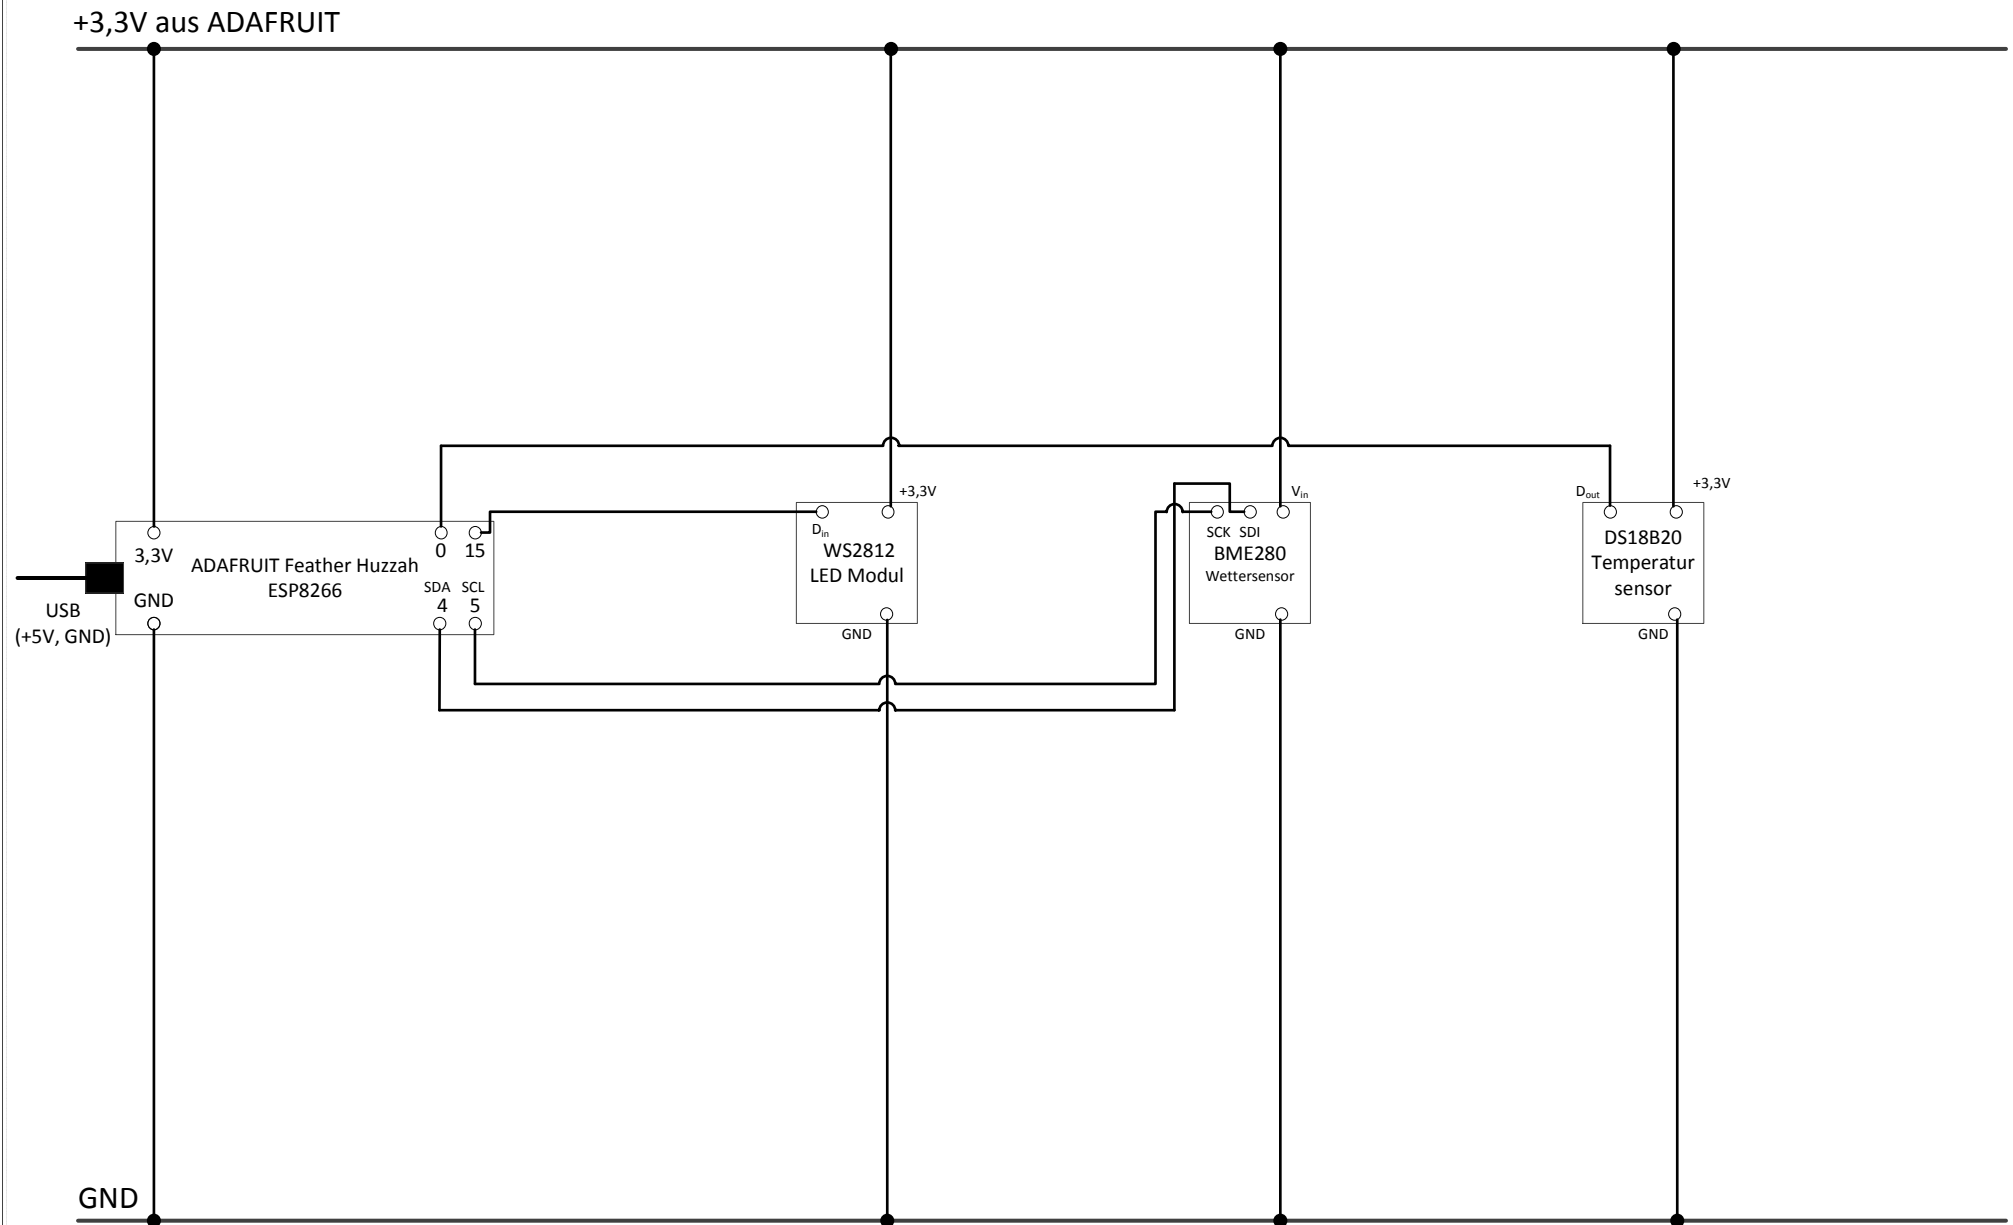 +3,3V aus ADAFRUIT
3,3V
GND
ADAFRUIT Feather Huzzah
ESP8266
0 15
SDA SCL
4 5
USB
(+5V, GND)
+3,3V
Din
WS2812
LED Modul
GND
Vin
SCK SDI
BME280
Wettersensor
GND
Dout
+3,3V
DS18B20
Temperatur
sensor
GND
GND